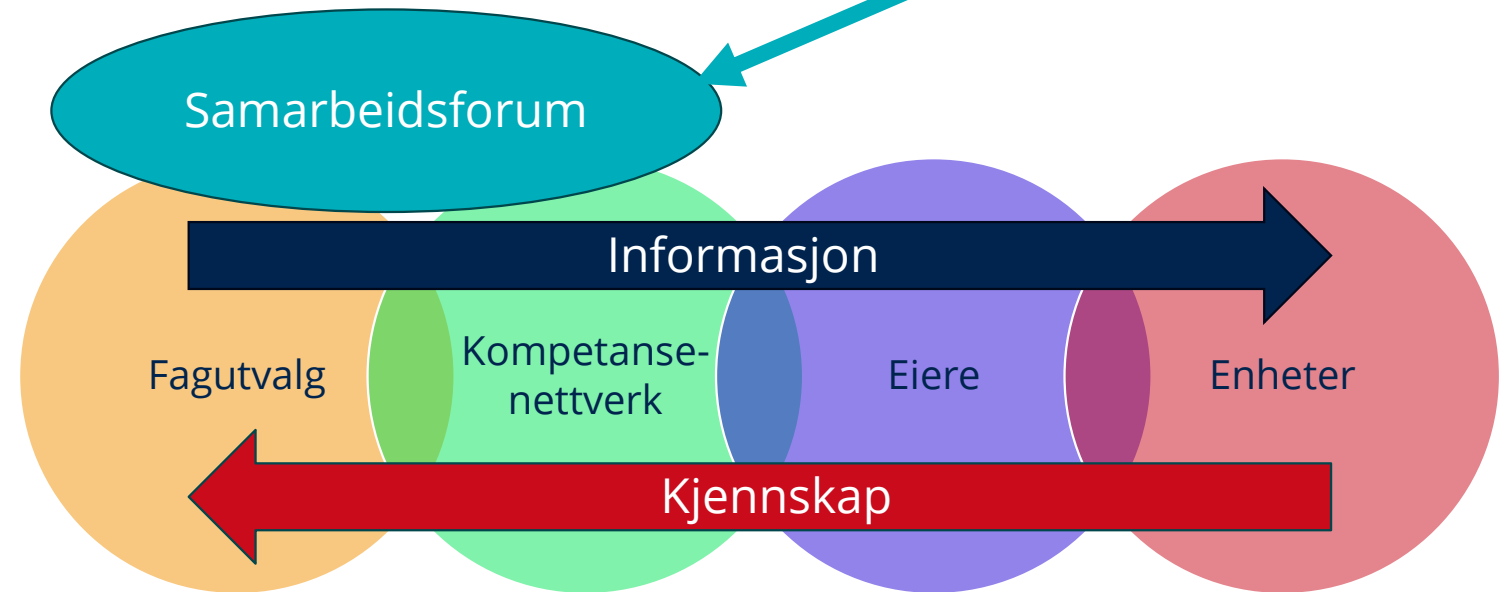 Samarbeidsforum
Informasjon
Fagutvalg
Kompetanse-
nettverk
Eiere
Enheter
Kjennskap